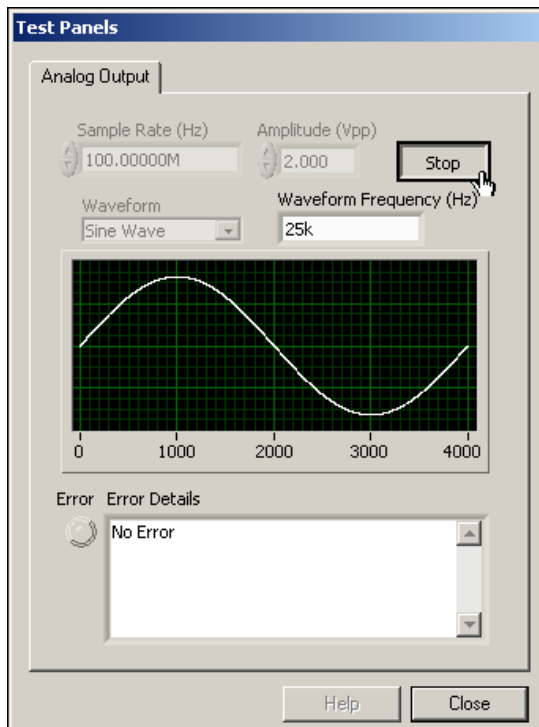 Test Panels
Analog Output
Sample Rate (Hz)
Amplitude (Vpp)
100.00000M
2.000
Stop
Waveform
Waveform Frequency (Hz)
Sine Wave
25k
0 1000 2000 3000 4000
Error Error Details
No Error
Help Close